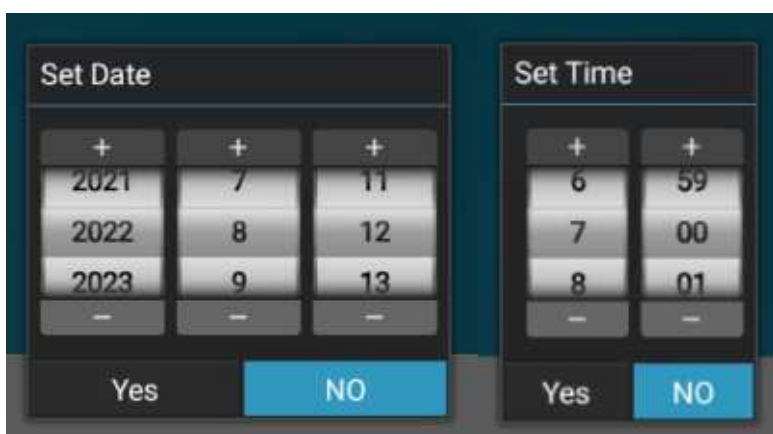 Set Date
+ + +
2021 7 11
2022 8 12
2023 9 13
− − −
Yes NO
Set Time
+ +
6 59
7 00
8 01
− −
Yes NO